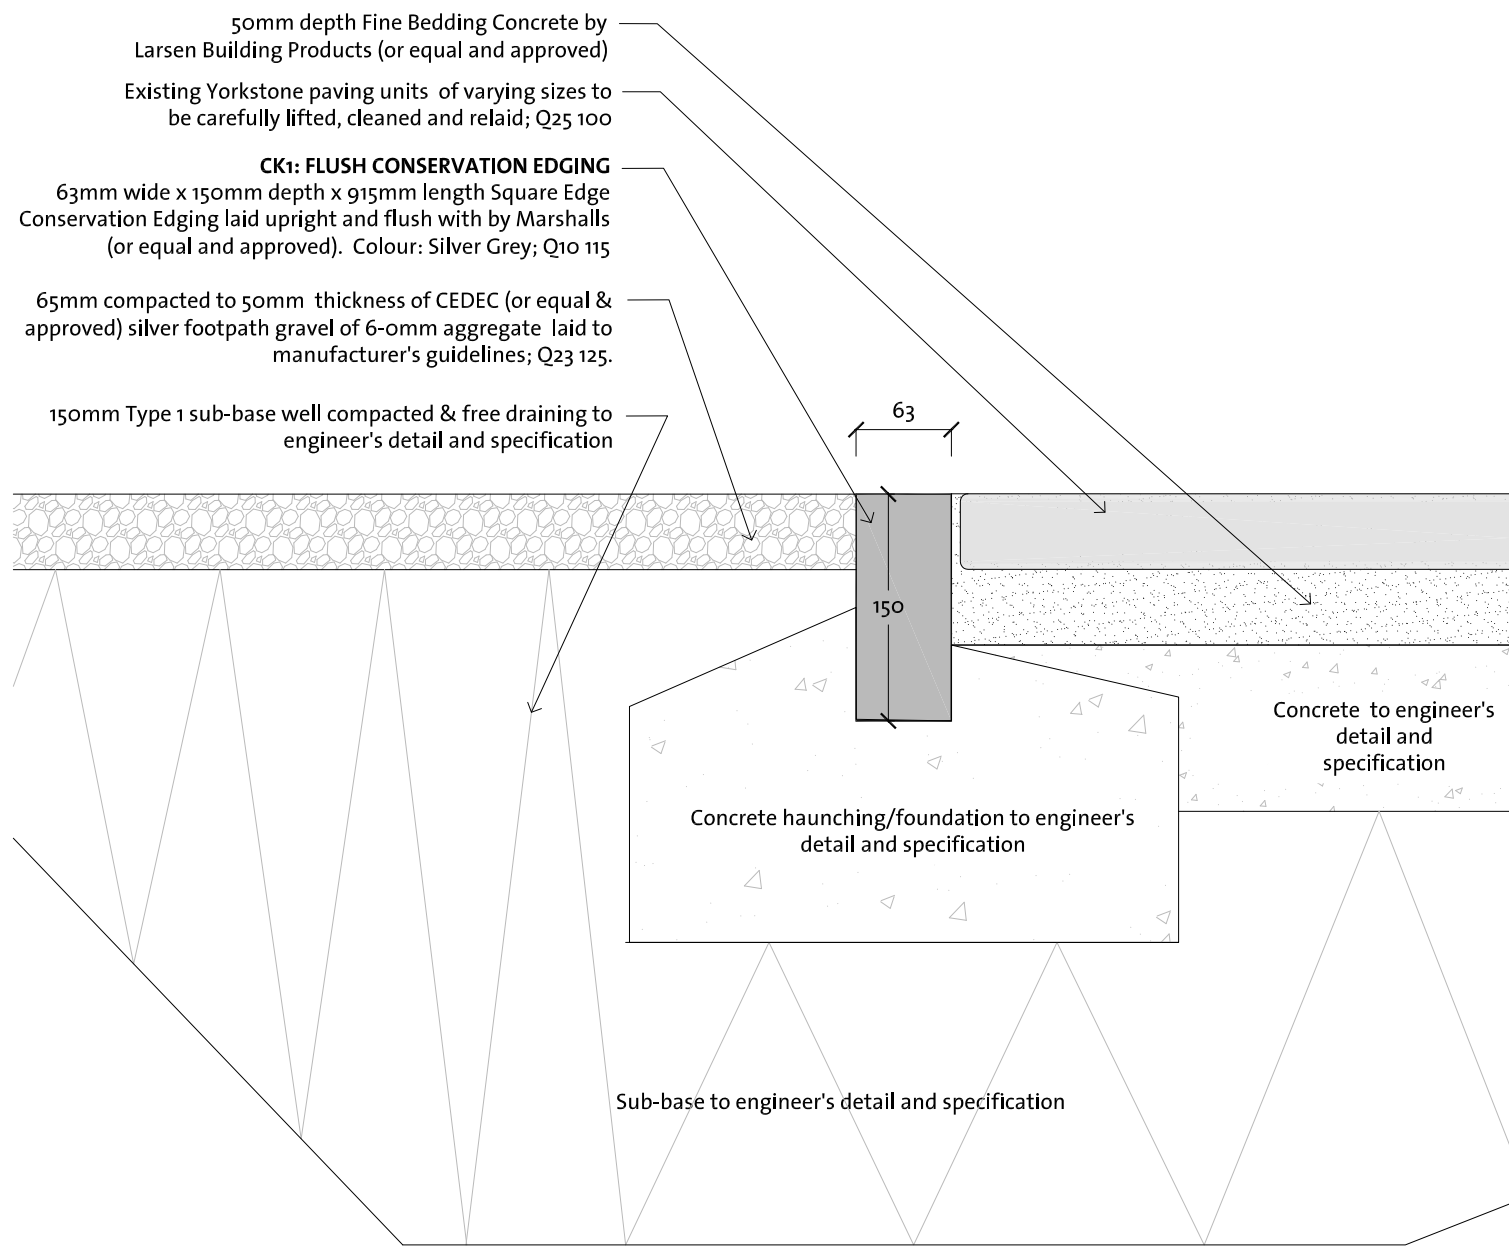 50mm depth Fine Bedding Concrete by
Larsen Building Products (or equal and approved)
Existing Yorkstone paving units of varying sizes to
be carefully lifted, cleaned and relaid; Q25 100
CK1: FLUSH CONSERVATION EDGING
63mm wide x 150mm depth x 915mm length Square Edge
Conservation Edging laid upright and flush with by Marshalls
(or equal and approved). Colour: Silver Grey; Q10 115
65mm compacted to 50mm thickness of CEDEC (or equal &
approved) silver footpath gravel of 6-0mm aggregate laid to
manufacturer's guidelines; Q23 125.
150mm Type 1 sub-base well compacted & free draining to
engineer's detail and specification
63
150
Concrete to engineer's
detail and
specification
Concrete haunching/foundation to engineer's
detail and specification
Sub-base to engineer's detail and specification